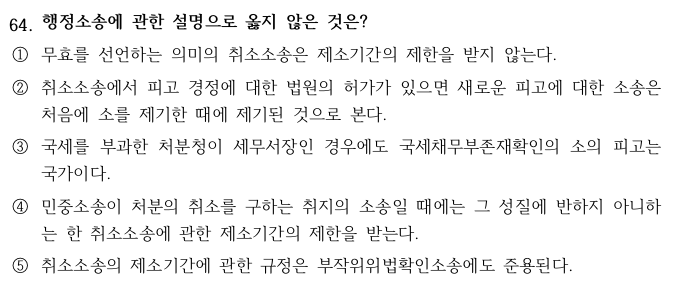 64. 행정소송에 관한 설명으로 옳지 않은 것은?
① 무효를 선언하는 의미의 취소소송은 제소기간의 제한을 받지 않는다.
② 취소소송에서 피고 경정에 대한 법원의 허가가 있으면 새로운 피고에 대한 소송은
처음에 소를 제기한 때에 제기된 것으로 본다.
③ 국세를 부과한 처분청이 세무서장인 경우에도 국세채무부존재확인의 소의 피고는
국가이다.
④ 민중소송이 처분의 취소를 구하는 취지의 소송일 때에는 그 성질에 반하지 아니하
는 한 취소소송에 관한 제소기간의 제한을 받는다.
⑤ 취소소송의 제소기간에 관한 규정은 부작위위법확인소송에도 준용된다.